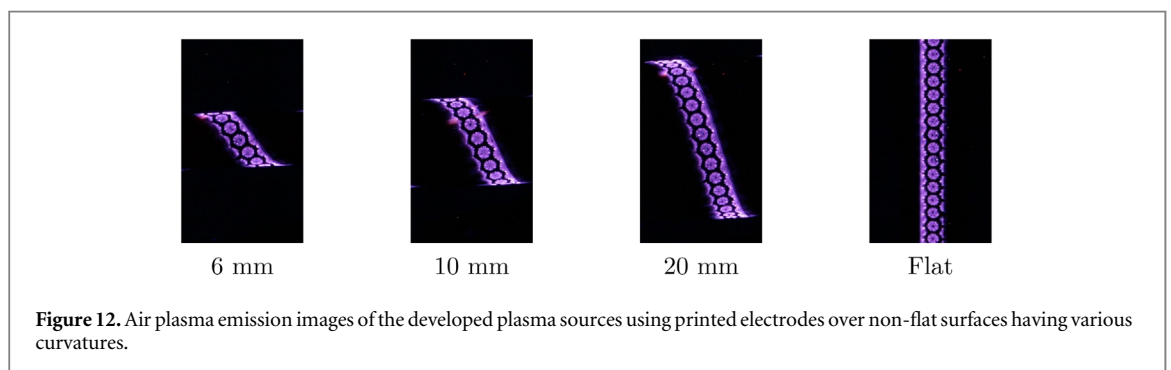 6 mm
10 mm
20 mm
Flat
Figure 12. Air plasma emission images of the developed plasma sources using printed electrodes over non-flat surfaces having various
curvatures.